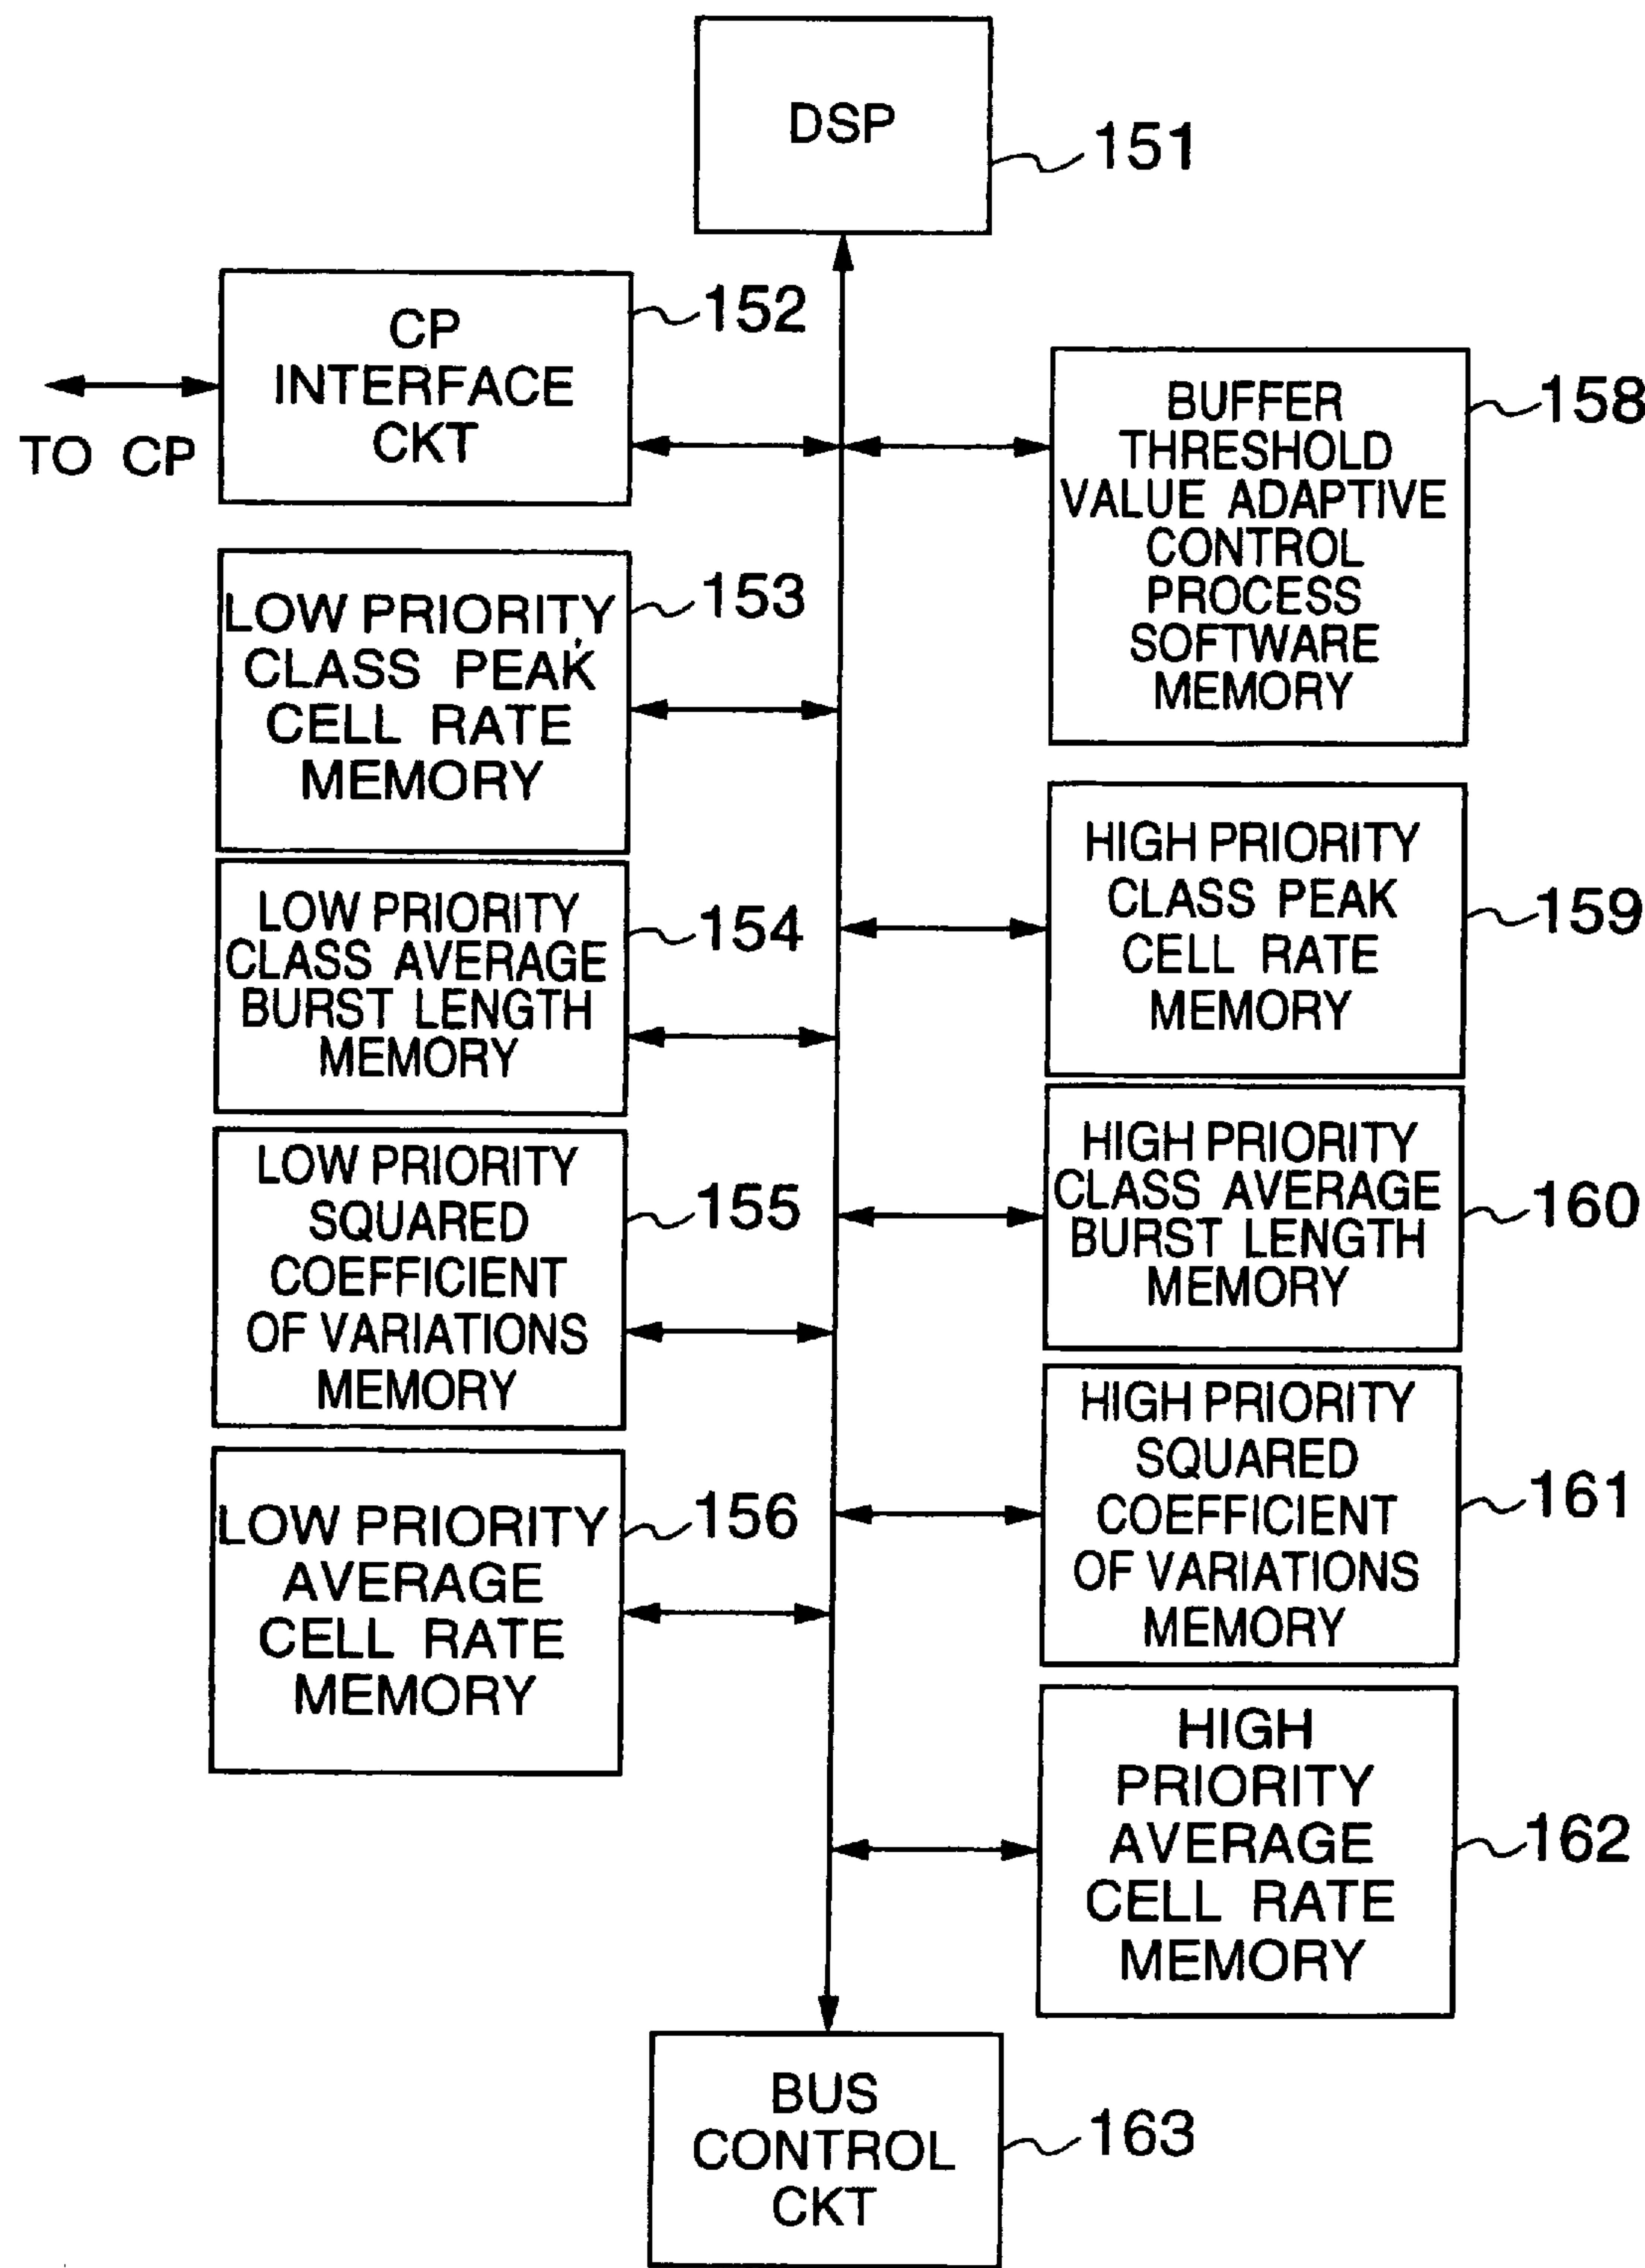 DSP
151
CP
INTERFACE
CKT
152
TO CP
LOW PRIORITY
CLASS PEAK
CELL RATE
MEMORY
153
LOW PRIORITY
CLASS AVERAGE
BURST LENGTH
MEMORY
154
LOW PRIORITY
SQUARED
COEFFICIENT
OF VARIATIONS
MEMORY
155
LOW PRIORITY
AVERAGE
CELL RATE
MEMORY
156
BUFFER
THRESHOLD
VALUE ADAPTIVE
CONTROL
PROCESS
SOFTWARE
MEMORY
158
HIGH PRIORITY
CLASS PEAK
CELL RATE
MEMORY
159
HIGH PRIORITY
CLASS AVERAGE
BURST LENGTH
MEMORY
160
HIGH PRIORITY
SQUARED
COEFFICIENT
OF VARIATIONS
MEMORY
161
HIGH
PRIORITY
AVERAGE
CELL RATE
MEMORY
162
BUS
CONTROL
CKT
163